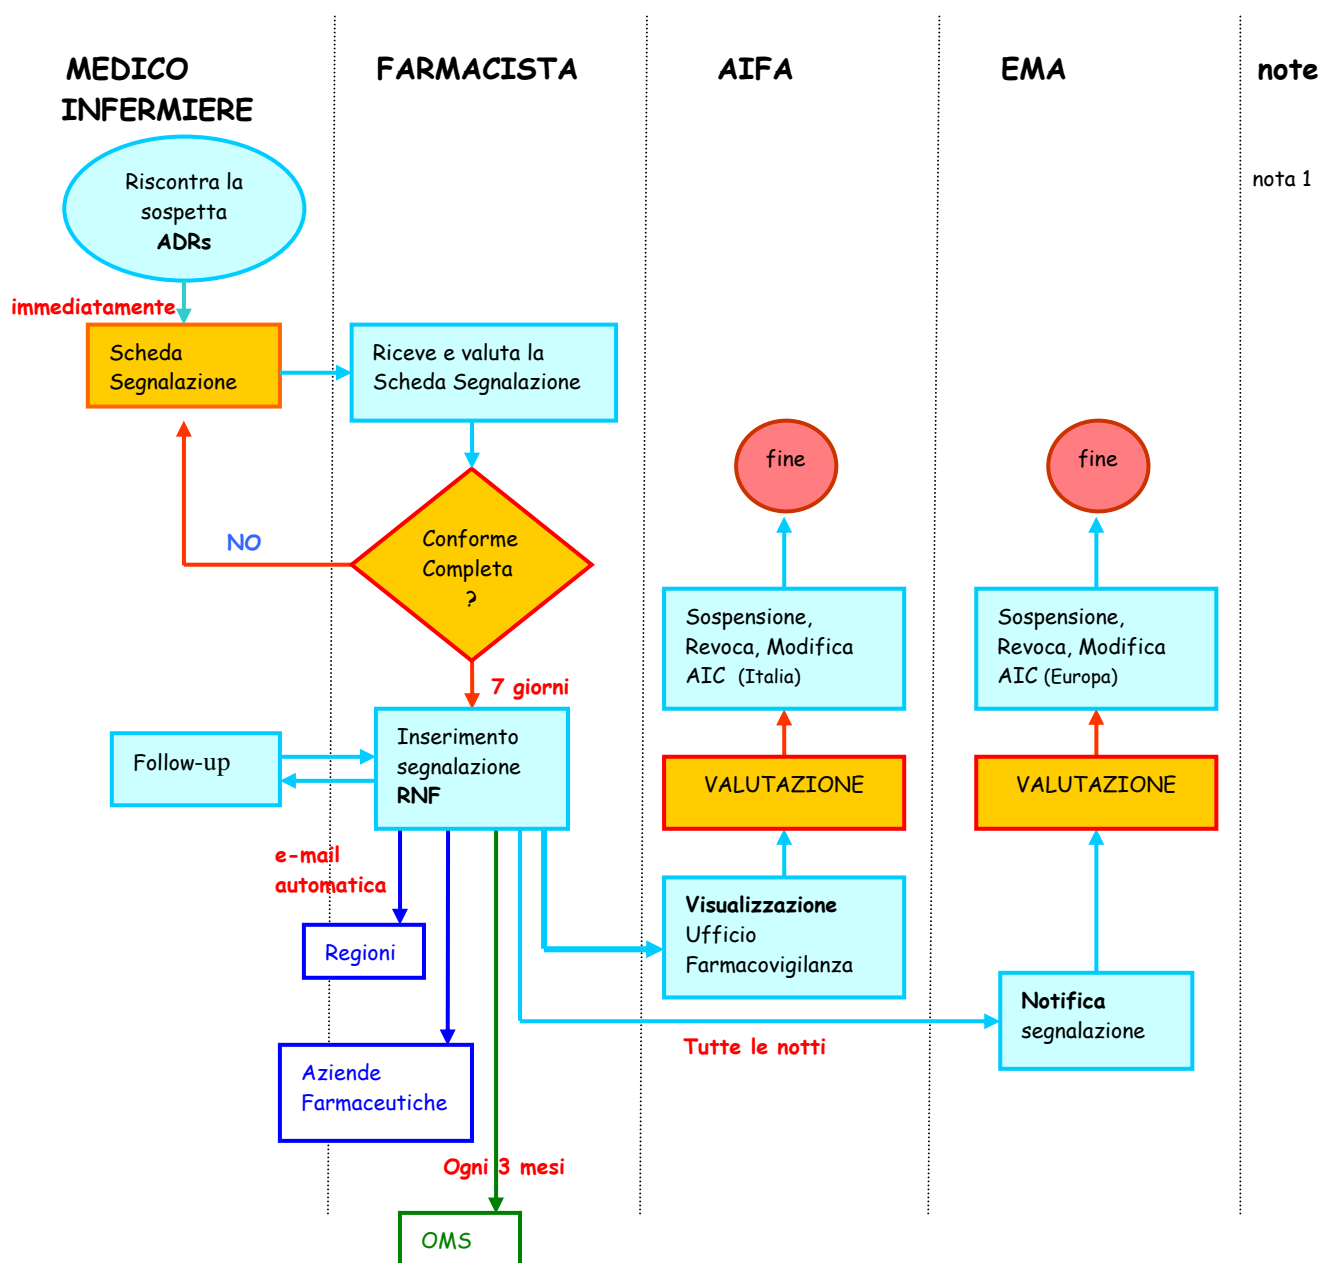 MEDICO
INFERMIERE
FARMACISTA
AIFA
EMA
note
Riscontra la
sospetta
ADRs
nota 1
immediatamente
Scheda
Segnalazione
Riceve e valuta la
Scheda Segnalazione
fine
fine
NO
Conforme
Completa
?
Sospensione,
Revoca, Modifica
AIC (Italia)
Sospensione,
Revoca, Modifica
AIC (Europa)
7 giorni
Follow-up
Inserimento
segnalazione
RNF
VALUTAZIONE
VALUTAZIONE
e-mail
automatica
Visualizzazione
Ufficio
Farmacovigilanza
Regioni
Notifica
segnalazione
Tutte le notti
Aziende
Farmaceutiche
Ogni 3 mesi
OMS